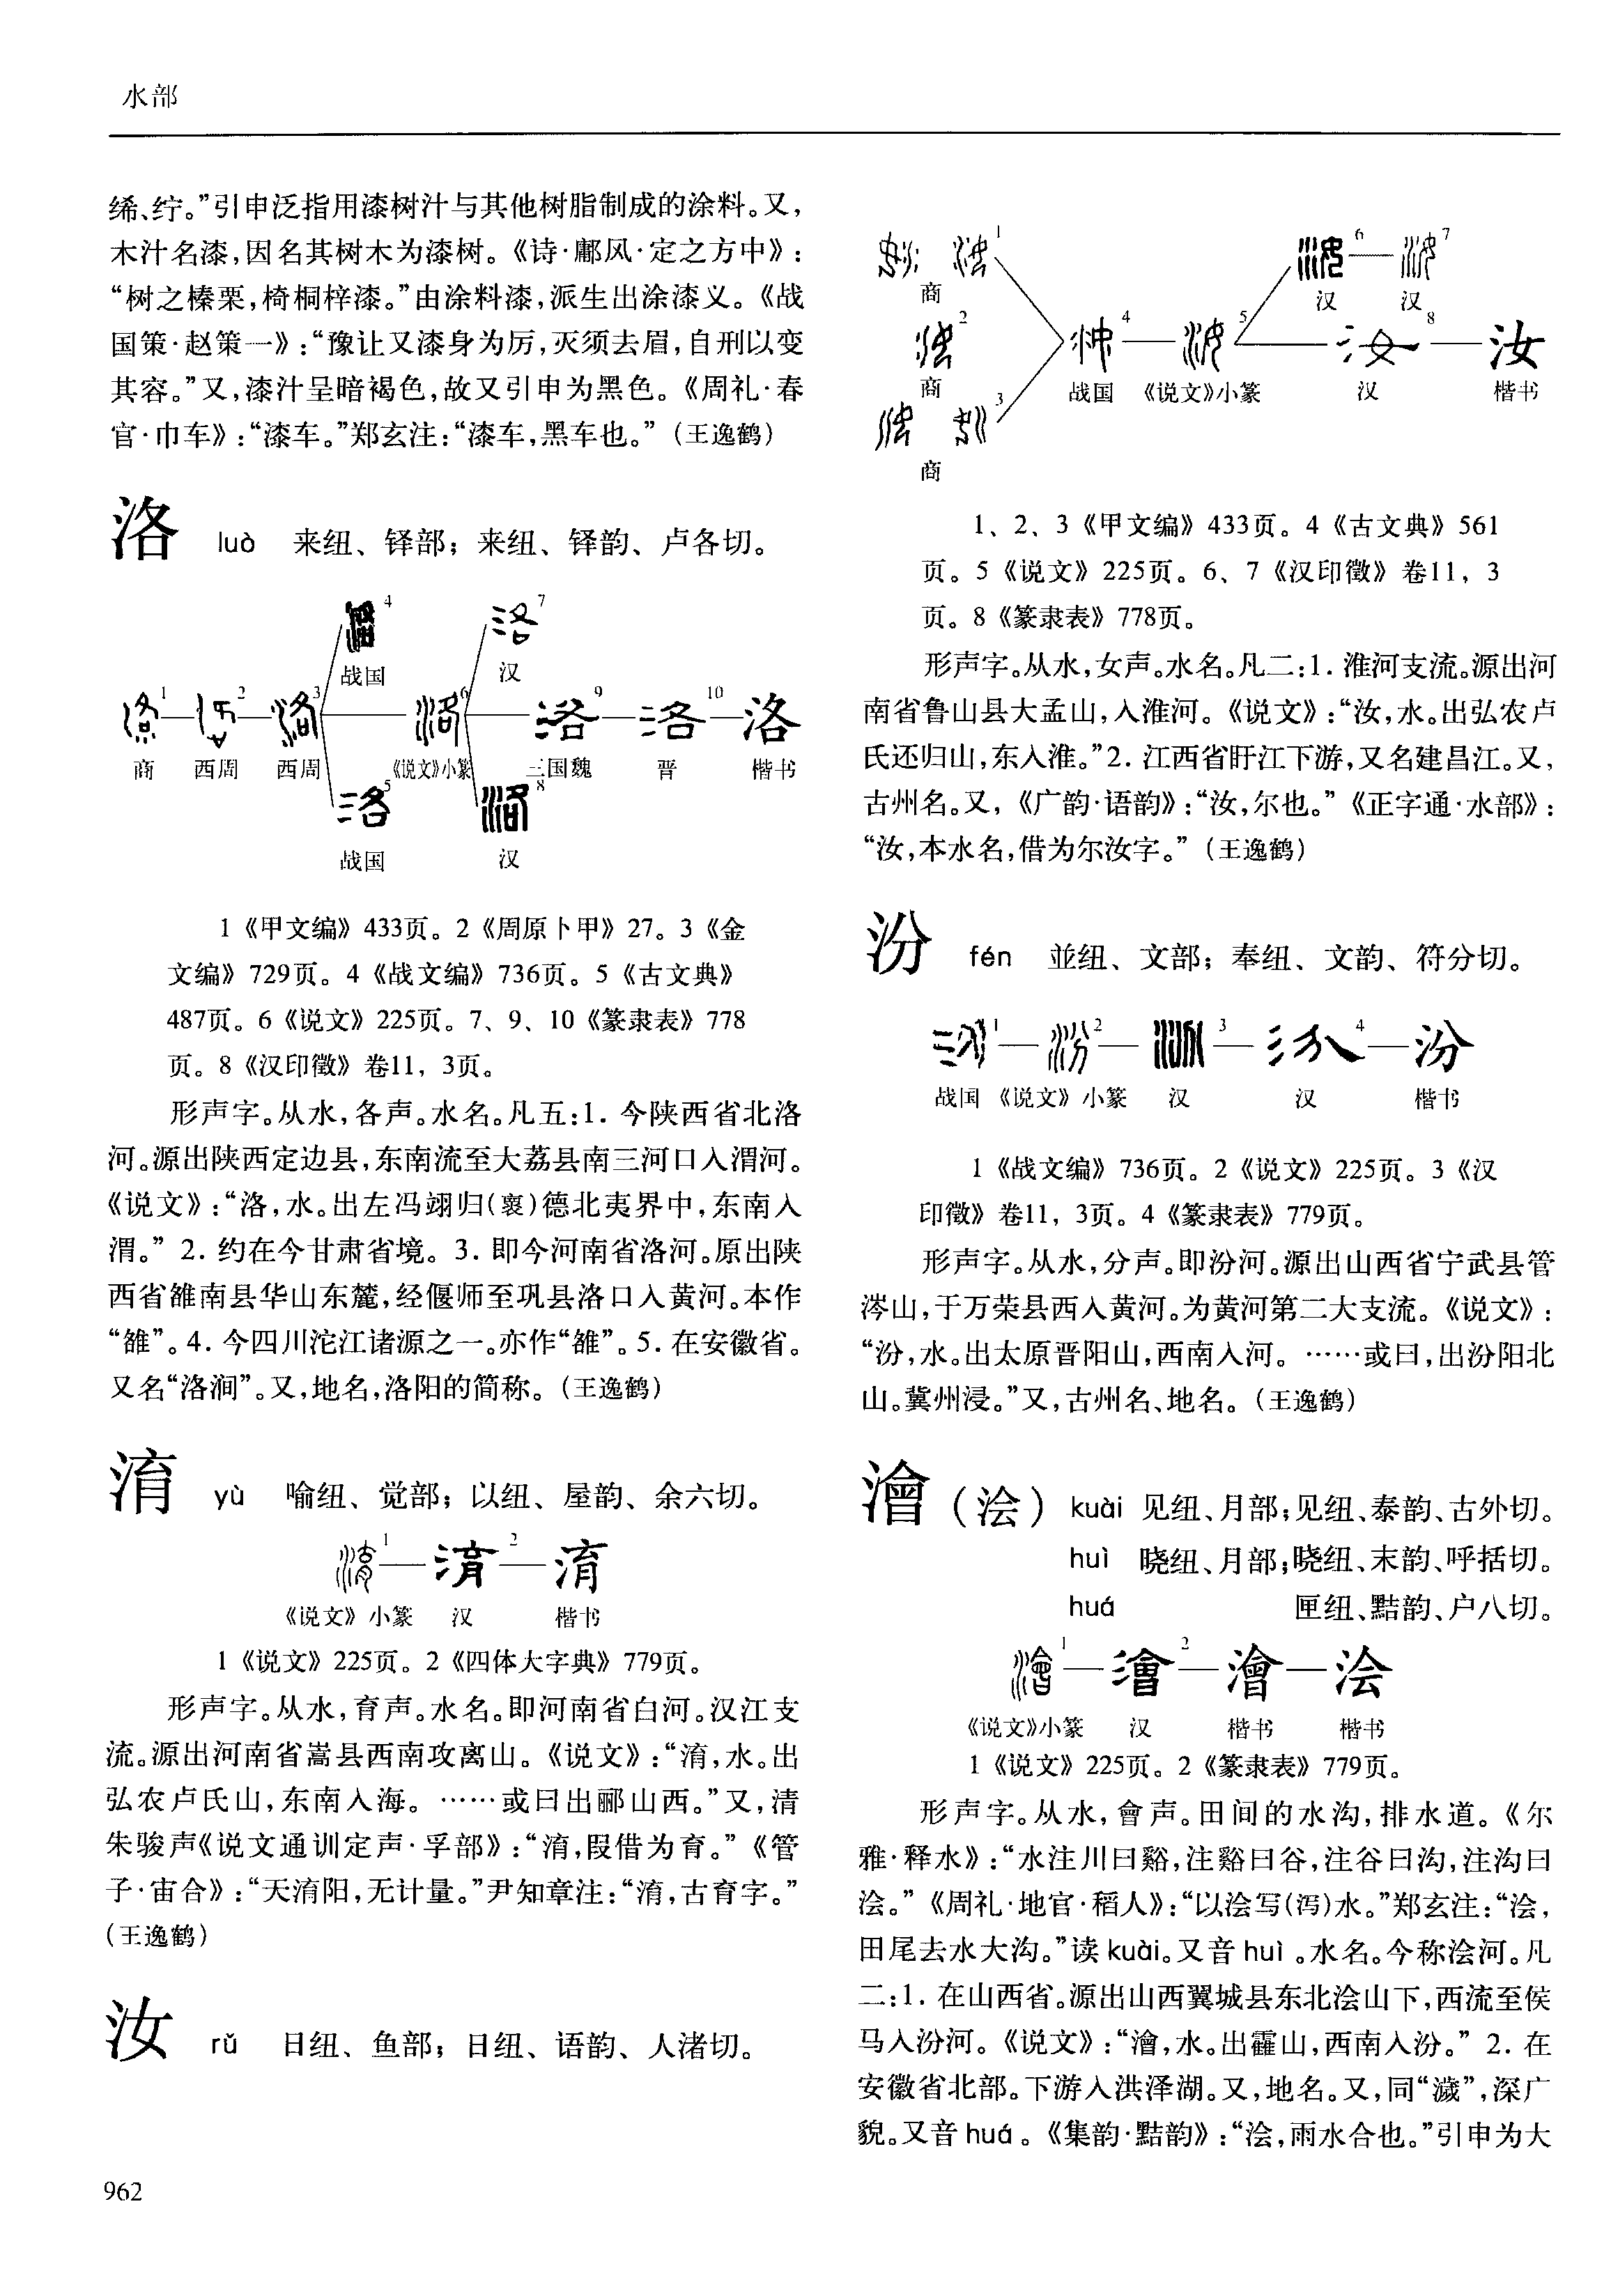 水部
绤、纻。”引申泛指用漆树汁与其他树脂制成的涂料。又，
木汁名漆，因名其树木为漆树。《诗·鄘风·定之方中》：
“树之榛栗，椅桐梓漆。”由涂料漆，派生出涂漆义。《战
国策·赵策一》：“豫让又漆身为厉，灭须去眉，自刑以变
其容。”又，漆汁呈暗褐色，故又引申为黑色。《周礼·春
官·巾车》：“漆车。”郑玄注：“漆车，黑车也。”（王逸鹤）
洛 luò 来纽、铎部；来纽、铎韵、卢各切。
4 7
战国 汉
1 2 3 6 9 10 洛
商 西周 西周 《说文》小篆 三国魏 晋 楷书
5 8
战国 汉
1《甲文编》433页。2《周原卜甲》27。3《金
文编》729页。4《战文编》736页。5《古文典》
487页。6《说文》225页。7、9、10《篆隶表》778
页。8《汉印徵》卷11，3页。
形声字。从水，各声。水名。凡五：1. 今陕西省北洛
河。源出陕西定边县，东南流至大荔县南三河口入渭河。
《说文》：“洛，水。出左冯翊归（褱）德北夷界中，东南入
渭。”2. 约在今甘肃省境。3. 即今河南省洛河。原出陕
西省雒南县华山东麓，经偃师至巩县洛口入黄河。本作
“雒”。4. 今四川沱江诸源之一。亦作“雒”。5. 在安徽省。
又名“洛涧”。又，地名，洛阳的简称。（王逸鹤）
淯 yù 喻纽、觉部；以纽、屋韵、余六切。
1 2 淯
《说文》小篆 汉 楷书
1《说文》225页。2《四体大字典》779页。
形声字。从水，育声。水名。即河南省白河。汉江支
流。源出河南省嵩县西南攻离山。《说文》：“淯，水。出
弘农卢氏山，东南入海。……或曰出郦山西。”又，清
朱骏声《说文通训定声·孚部》：“淯，叚借为育。”《管
子·宙合》：“天淯阳，无计量。”尹知章注：“淯，古育字。”
（王逸鹤）
汝 rǔ 日纽、鱼部；日纽、语韵、人渚切。
962
1 6 7
商 汉 汉
2 4 5 8 汝
商 战国 《说文》小篆 汉 楷书
3
商
1、2、3《甲文编》433页。4《古文典》561
页。5《说文》225页。6、7《汉印徵》卷11，3
页。8《篆隶表》778页。
形声字。从水，女声。水名。凡二：1. 淮河支流。源出河
南省鲁山县大孟山，入淮河。《说文》：“汝，水。出弘农卢
氏还归山，东入淮。”2. 江西省盱江下游，又名建昌江。又，
古州名。又，《广韵·语韵》：“汝，尔也。”《正字通·水部》：
“汝，本水名，借为尔汝字。”（王逸鹤）
汾 fén 並纽、文部；奉纽、文韵、符分切。
1 2 3 4 汾
战国 《说文》小篆 汉 汉 楷书
1《战文编》736页。2《说文》225页。3《汉
印徵》卷11，3页。4《篆隶表》779页。
形声字。从水，分声。即汾河。源出山西省宁武县管
涔山，于万荣县西入黄河。为黄河第二大支流。《说文》：
“汾，水。出太原晋阳山，西南入河。……或曰，出汾阳北
山。冀州浸。”又，古州名、地名。（王逸鹤）
澮（浍） kuài 见纽、月部；见纽、泰韵、古外切。
huì 晓纽、月部；晓纽、末韵、呼括切。
huá 匣纽、黠韵、户八切。
1 2 澮 浍
《说文》小篆 汉 楷书 楷书
1《说文》225页。2《篆隶表》779页。
形声字。从水，會声。田间的水沟，排水道。《尔
雅·释水》：“水注川曰谿，注谿曰谷，注谷曰沟，注沟曰
浍。”《周礼·地官·稻人》：“以浍写（泻）水。”郑玄注：“浍，
田尾去水大沟。”读 kuài。又音 huì。水名。今称浍河。凡
二：1. 在山西省。源出山西翼城县东北浍山下，西流至侯
马入汾河。《说文》：“澮，水。出靃山，西南入汾。”2. 在
安徽省北部。下游入洪泽湖。又，地名。又，同“濊”，深广
貌。又音 huá。《集韵·黠韵》：“浍，雨水合也。”引申为大